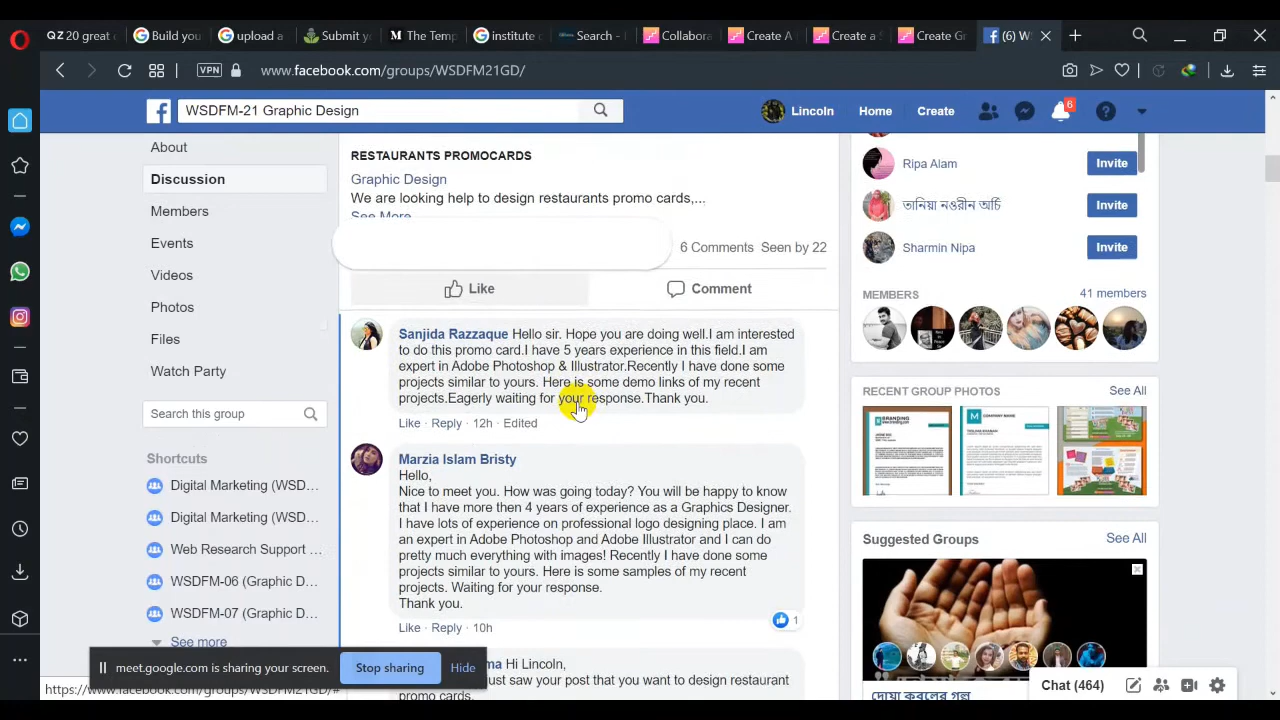 QZ 20 great
Build you
upload a
Submit y
M The Temp
institute
Search -
Collabora
Create A
Create a
Create Gr
(6) W
VPN
www.facebook.com/groups/WSDFM21GD/
WSDFM-21 Graphic Design
Lincoln
Home
Create
6
About
Discussion
Members
Events
Videos
Photos
Files
Watch Party
Search this group
Shortcuts
Digital Marketing (WSD...
Digital Marketing (WSD...
Web Research Support ...
WSDFM-06 (Graphic D...
WSDFM-07 (Graphic D...
See more
RESTAURANTS PROMOCARDS
Graphic Design
We are looking help to design restaurants promo cards,...
See More
6 Comments Seen by 22
Like
Comment
Sanjida Razzaque Hello sir. Hope you are doing well.I am interested
to do this promo card.I have 5 years experience in this field.I am
expert in Adobe Photoshop & Illustrator.Recently I have done some
projects similar to yours. Here is some demo links of my recent
projects.Eagerly waiting for your response.Thank you.
Like · Reply · 12h · Edited
Marzia Islam Bristy
Hello,
Nice to meet you. How was going today? You will be happy to know
that I have more then 4 years of experience as a Graphics Designer.
I have lots of experience on professional logo designing place. I am
an expert in Adobe Photoshop and Adobe Illustrator and I can do
pretty much everything with images! Recently I have done some
projects similar to yours. Here is some samples of my recent
projects. Waiting for your response.
Thank you.
1
Like · Reply · 10h
ma Hi Lincoln,
ust saw your post that you want to design restaurant
promo cards.
Ripa Alam
Invite
তানিয়া নওরীন অর্চি
Invite
Sharmin Nipa
Invite
MEMBERS
41 members
RECENT GROUP PHOTOS
See All
BRANDING
Suggested Groups
See All
দোয়া কবুলের গল্প
Chat (464)
meet.google.com is sharing your screen.
Stop sharing
Hide
https://www.facebook.com/groups/WSDFM21GD/#